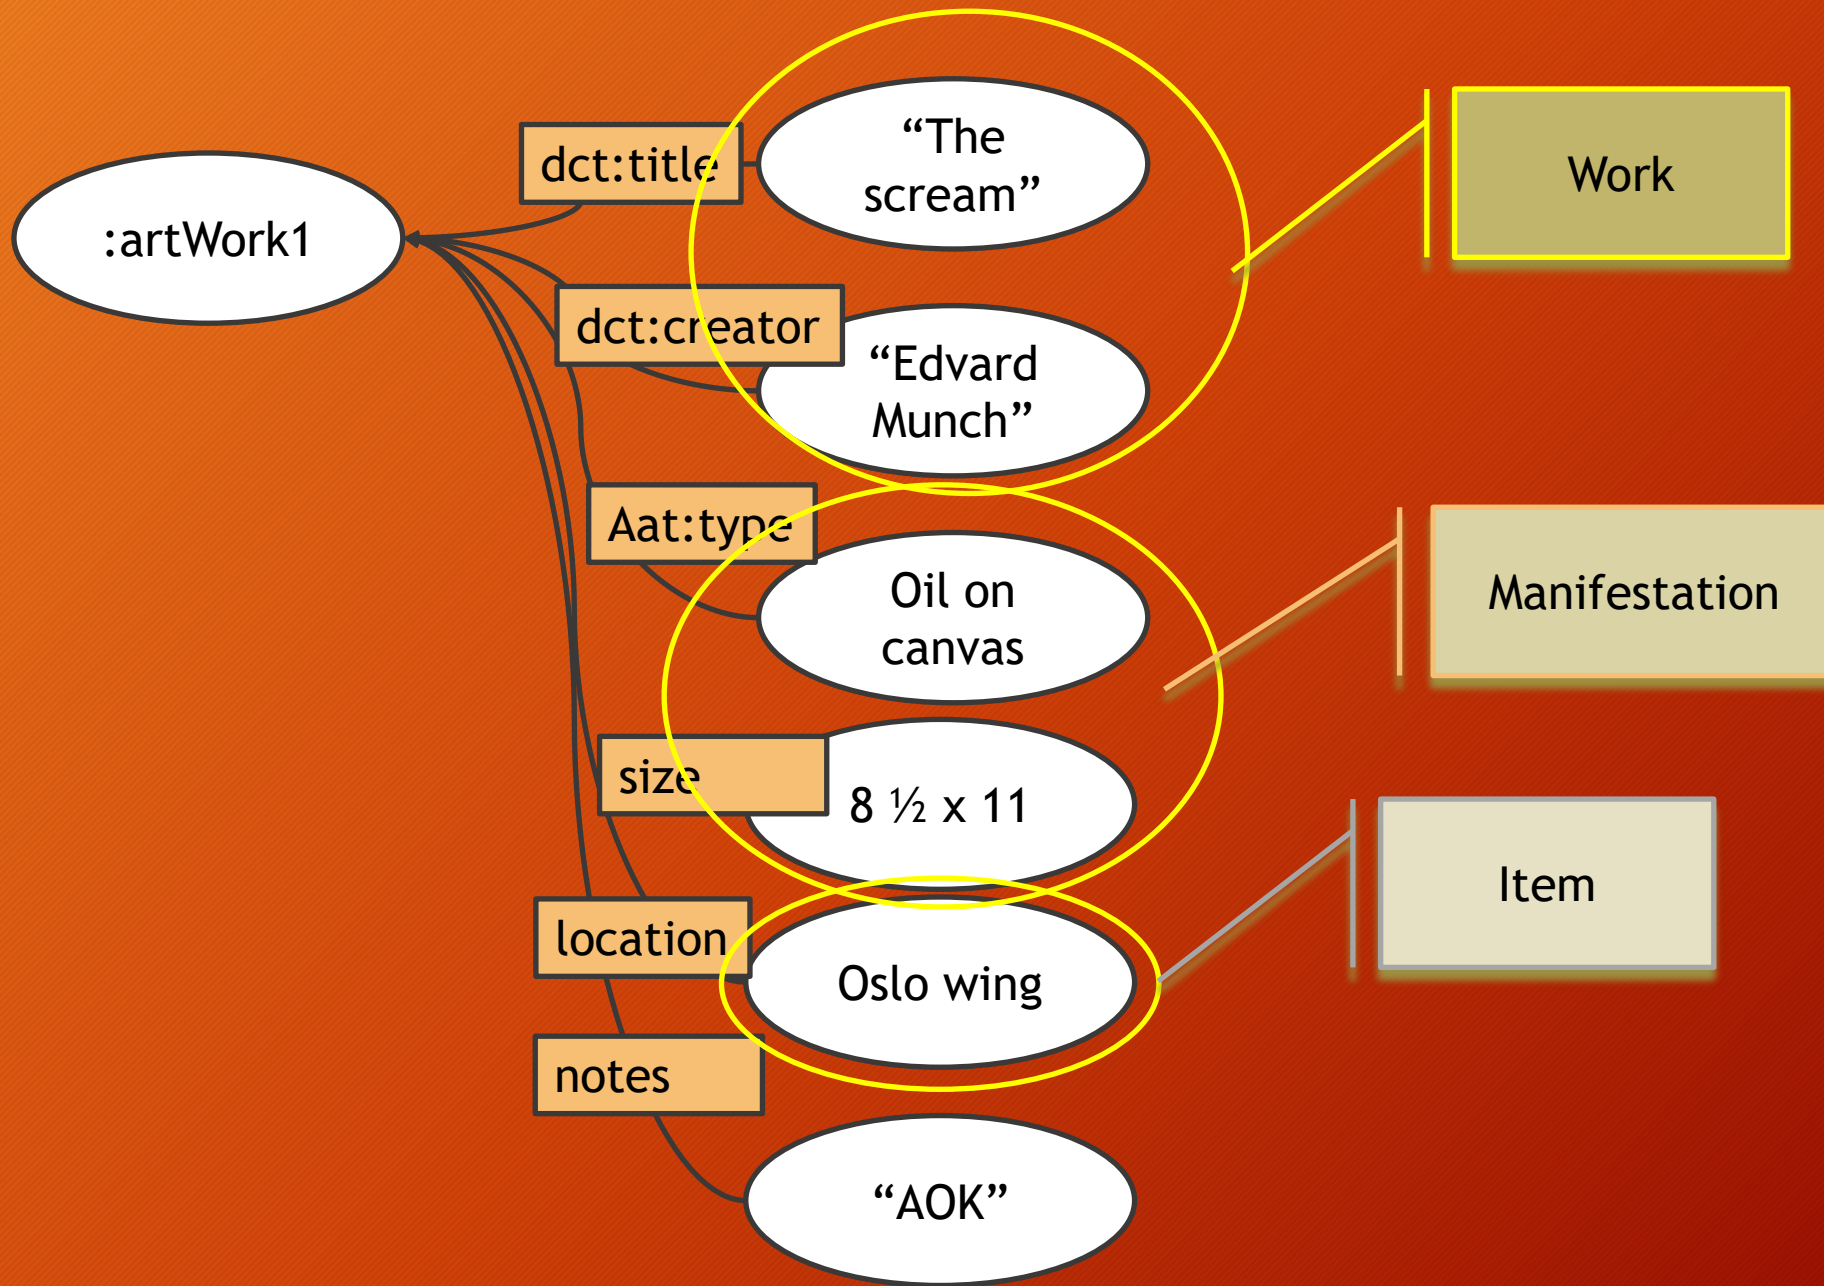 :artWork1
dct:title
“The
scream”
Work
dct:creator
“Edvard
Munch”
Aat:type
Oil on
canvas
Manifestation
size
8 ½ x 11
Item
location
Oslo wing
notes
“AOK”